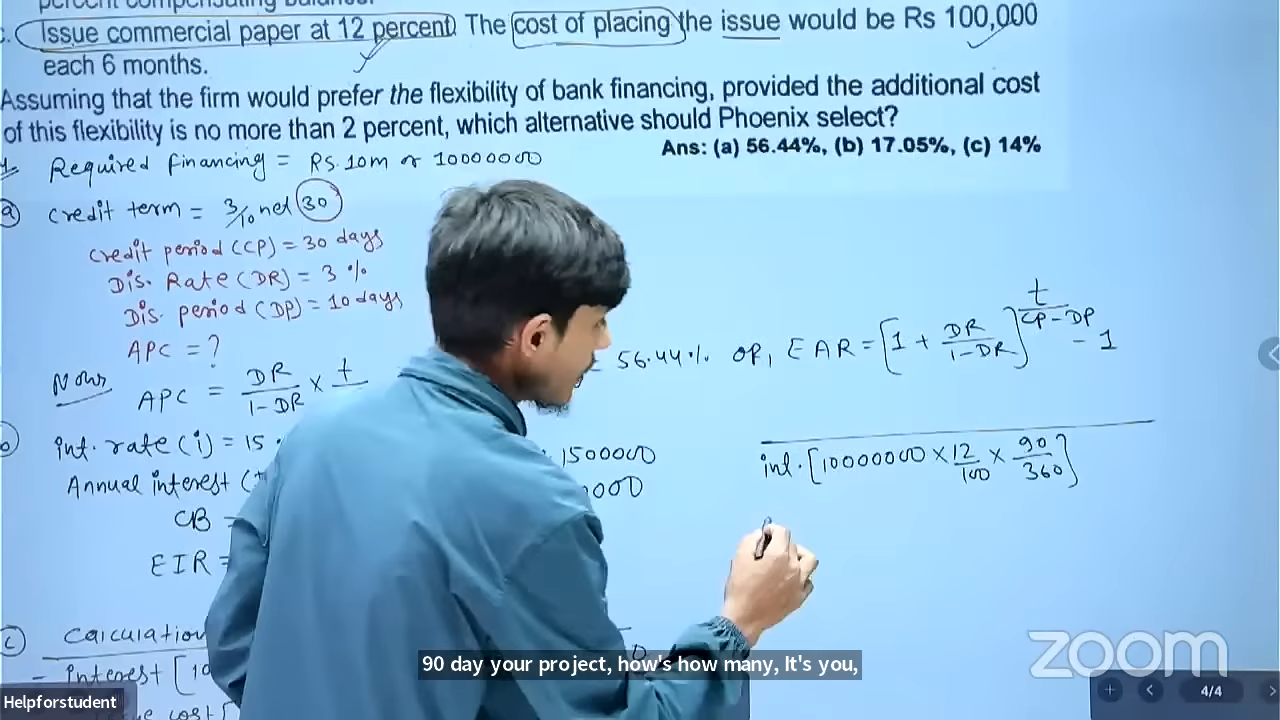 percent compensating balance.
c. Issue commercial paper at 12 percent. The cost of placing the issue would be Rs 100,000
each 6 months.
Assuming that the firm would prefer the flexibility of bank financing, provided the additional cost
of this flexibility is no more than 2 percent, which alternative should Phoenix select?
Ans: (a) 56.44%, (b) 17.05%, (c) 14%
Required financing = Rs. 10m or 10000000
a) Credit term = 3/10 net 30
Credit period (CP) = 30 days
Dis. Rate (DR) = 3 %
Dis. period (DP) = 10 days
APC = ?
Now
APC = DR/1-DR × t
56.44% or, EAR = [1 + DR/1-DR]^t/CP-DP - 1
b) int. rate (i) = 15
1500000
Annual interest
CB =
EIR =
int. [10000000 × 12/100 × 90/360]
c) Calculation
- interest [10
cost [
90 day your project, how's how many, It's you,
Helpforstudent
zoom
4/4